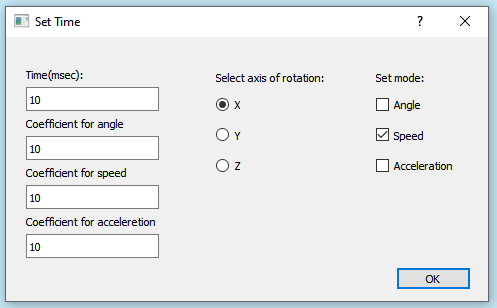 Set Time
Time(msec):
10
Coefficient for angle
10
Coefficient for speed
10
Coefficient for acceleretion
10
Select axis of rotation:
X
Y
Z
Set mode:
Angle
Speed
Acceleration
OK